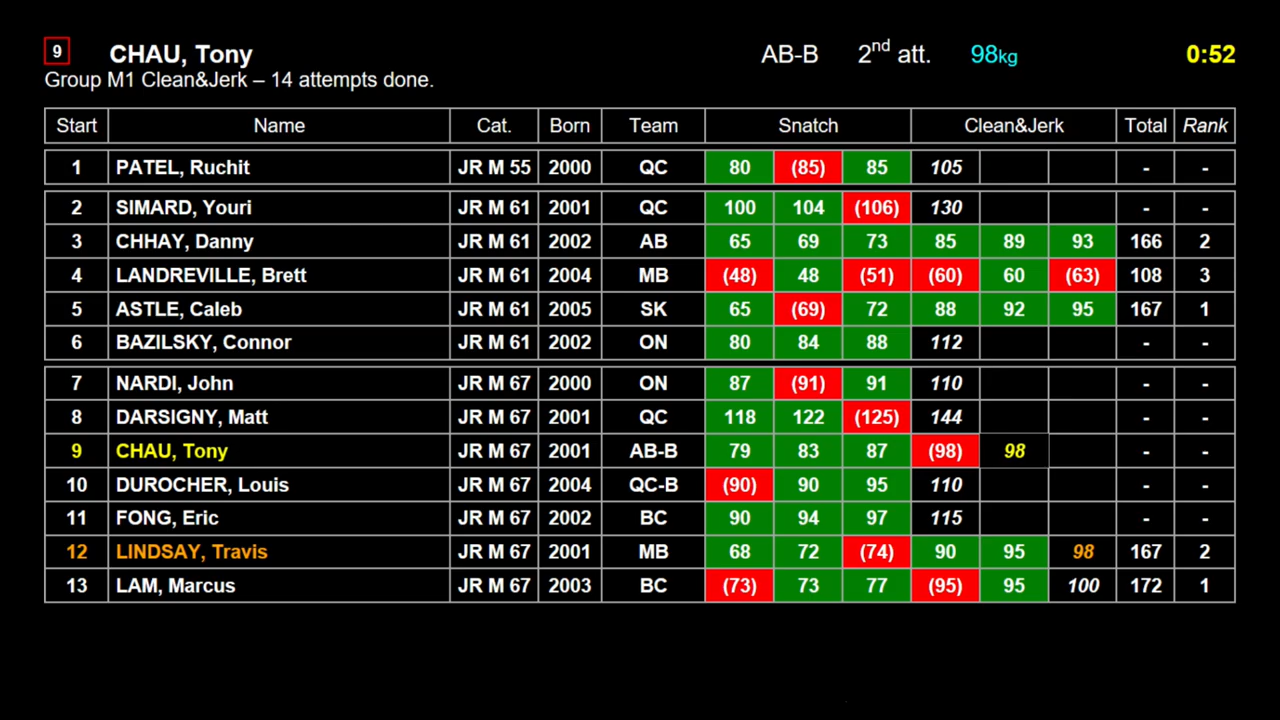 9 CHAU, Tony AB-B 2nd att. 98kg 0:52
Group M1 Clean&Jerk – 14 attempts done.
Start Name Cat. Born Team Snatch Clean&Jerk Total Rank
1 PATEL, Ruchit JR M 55 2000 QC 80 (85) 85 105 - -
2 SIMARD, Youri JR M 61 2001 QC 100 104 (106) 130 - -
3 CHHAY, Danny JR M 61 2002 AB 65 69 73 85 89 93 166 2
4 LANDREVILLE, Brett JR M 61 2004 MB (48) 48 (51) (60) 60 (63) 108 3
5 ASTLE, Caleb JR M 61 2005 SK 65 (69) 72 88 92 95 167 1
6 BAZILSKY, Connor JR M 61 2002 ON 80 84 88 112 - -
7 NARDI, John JR M 67 2000 ON 87 (91) 91 110 - -
8 DARSIGNY, Matt JR M 67 2001 QC 118 122 (125) 144 - -
9 CHAU, Tony JR M 67 2001 AB-B 79 83 87 (98) 98 - -
10 DUROCHER, Louis JR M 67 2004 QC-B (90) 90 95 110 - -
11 FONG, Eric JR M 67 2002 BC 90 94 97 115 - -
12 LINDSAY, Travis JR M 67 2001 MB 68 72 (74) 90 95 98 167 2
13 LAM, Marcus JR M 67 2003 BC (73) 73 77 (95) 95 100 172 1